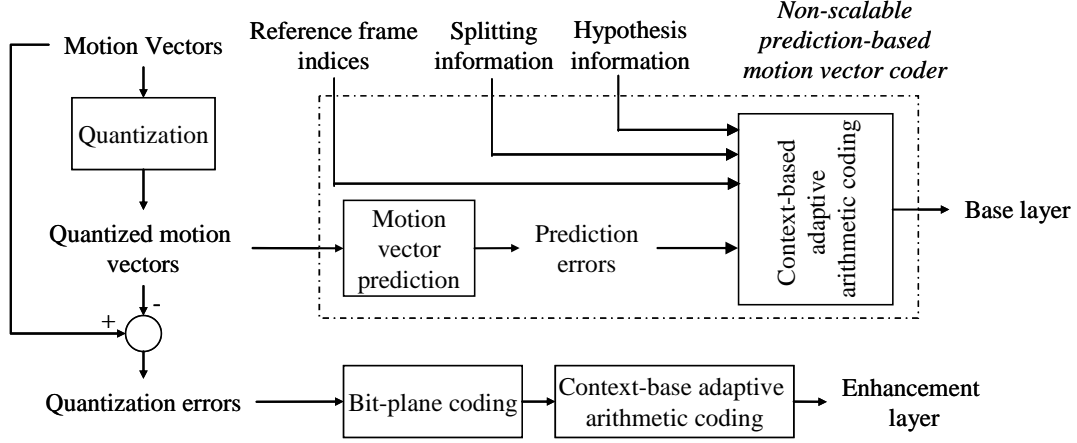 Motion Vectors
Reference frame
indices
Splitting
information
Hypothesis
information
Non-scalable
prediction-based
motion vector coder
Quantization
Context-based
adaptive
arithmetic coding
Base layer
Quantized motion
vectors
Motion
vector
prediction
Prediction
errors
-
+
Quantization errors
Bit-plane coding
Context-base adaptive
arithmetic coding
Enhancement
layer